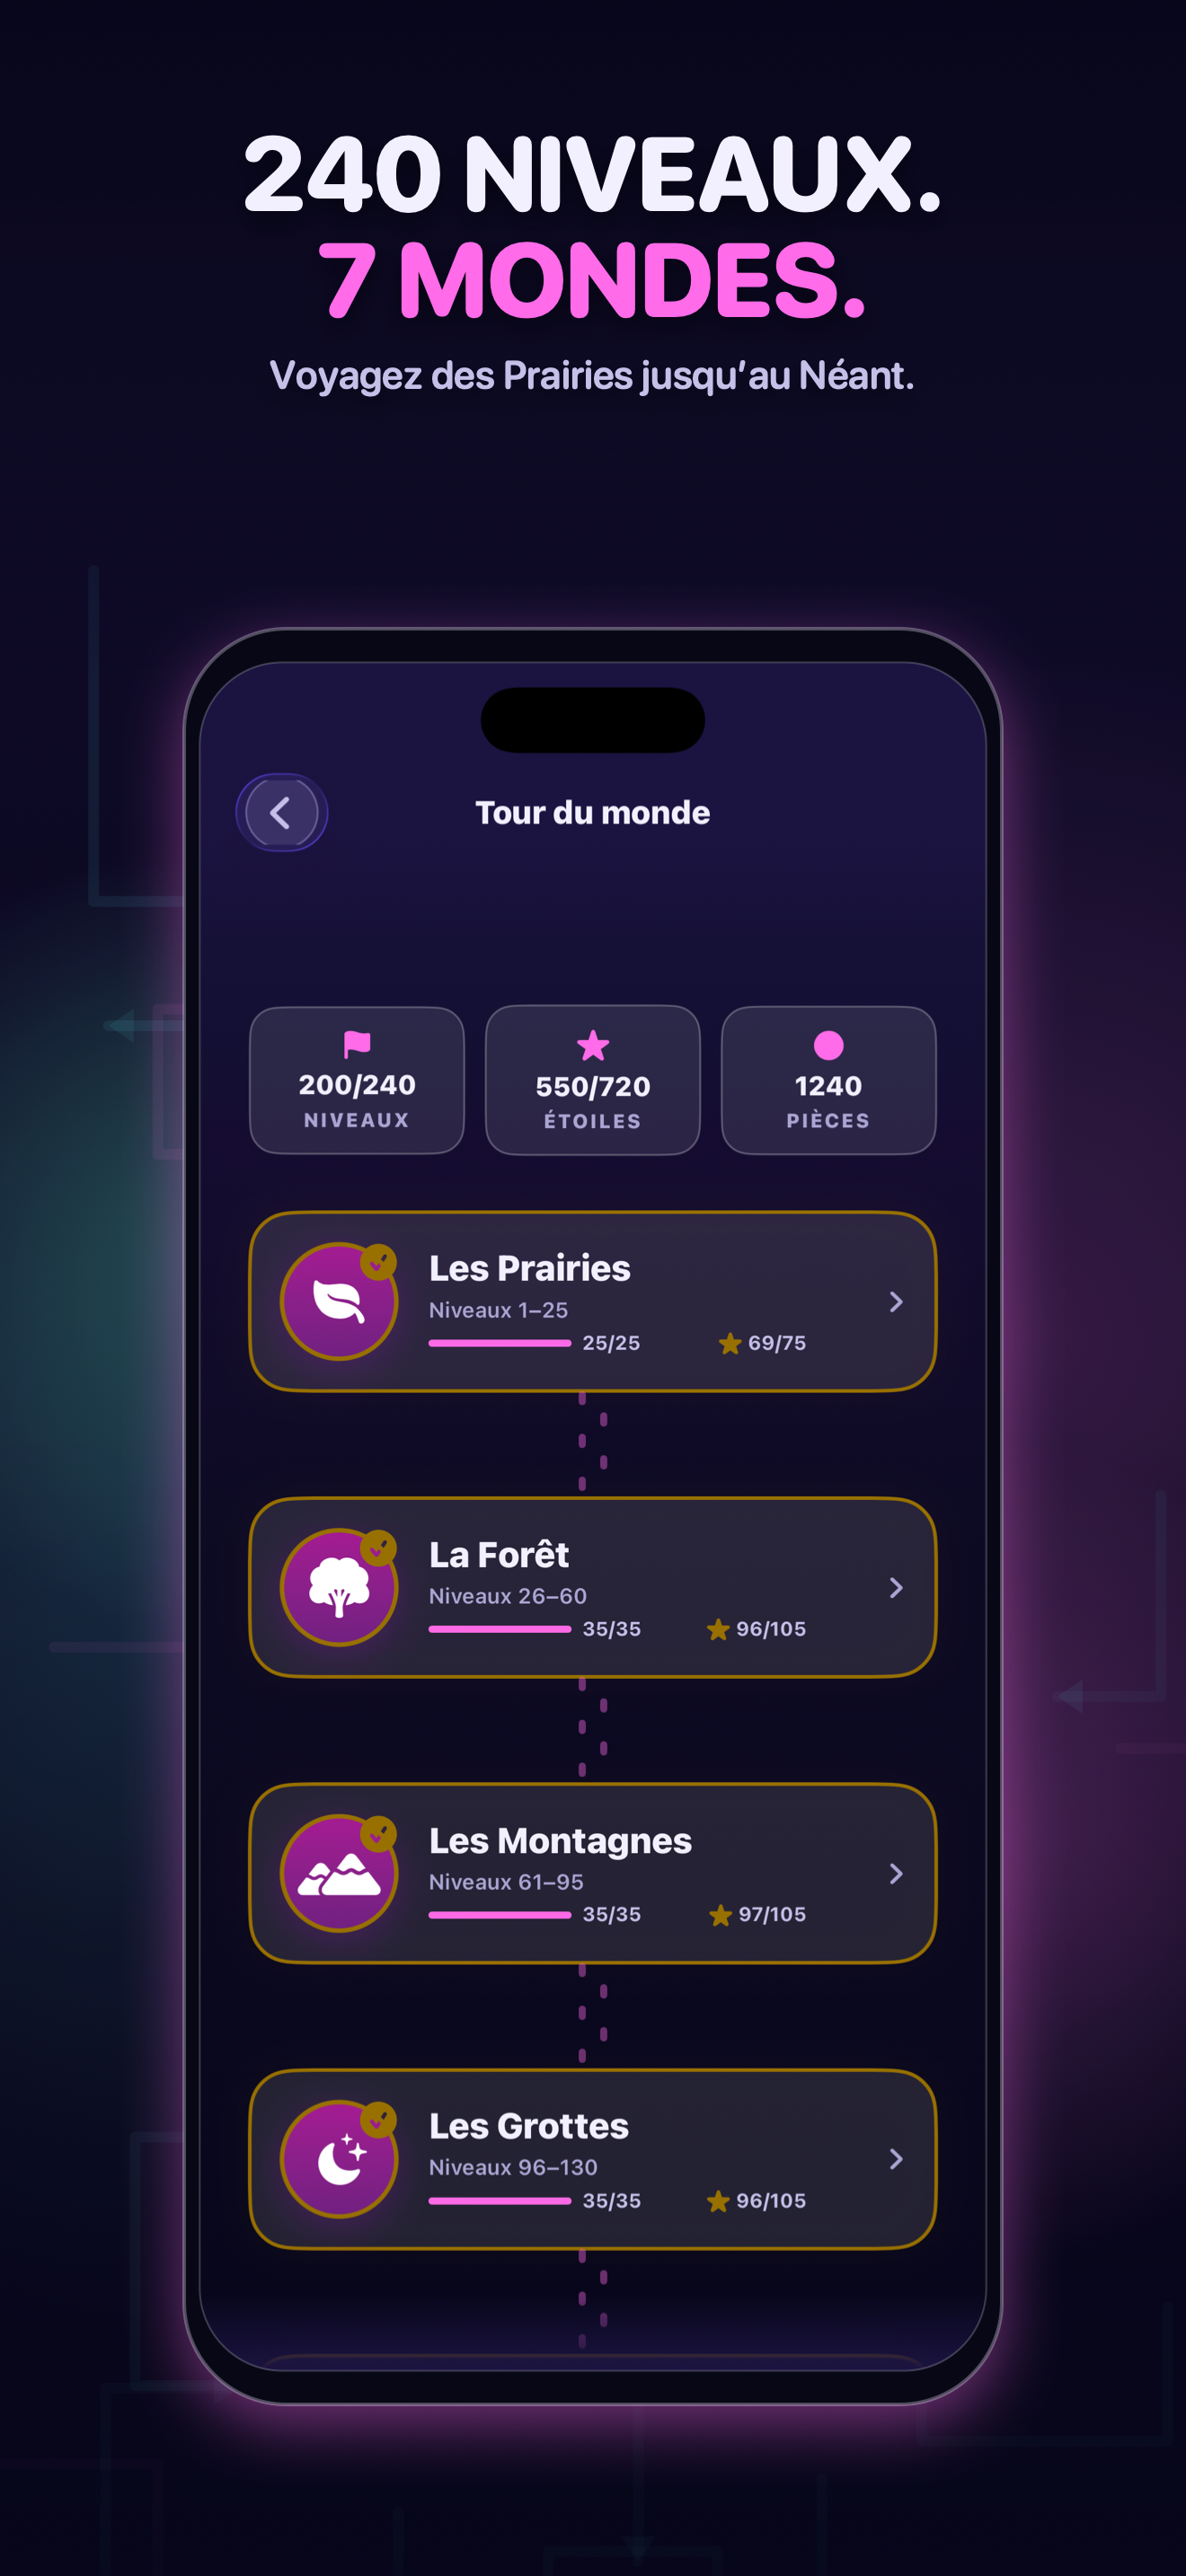 240 NIVEAUX.
7 MONDES.
Voyagez des Prairies jusqu'au Néant.
Tour du monde
200/240
NIVEAUX
550/720
ÉTOILES
1240
PIÈCES
Les Prairies
Niveaux 1–25
25/25 69/75
La Forêt
Niveaux 26–60
35/35 96/105
Les Montagnes
Niveaux 61–95
35/35 97/105
Les Grottes
Niveaux 96–130
35/35 96/105